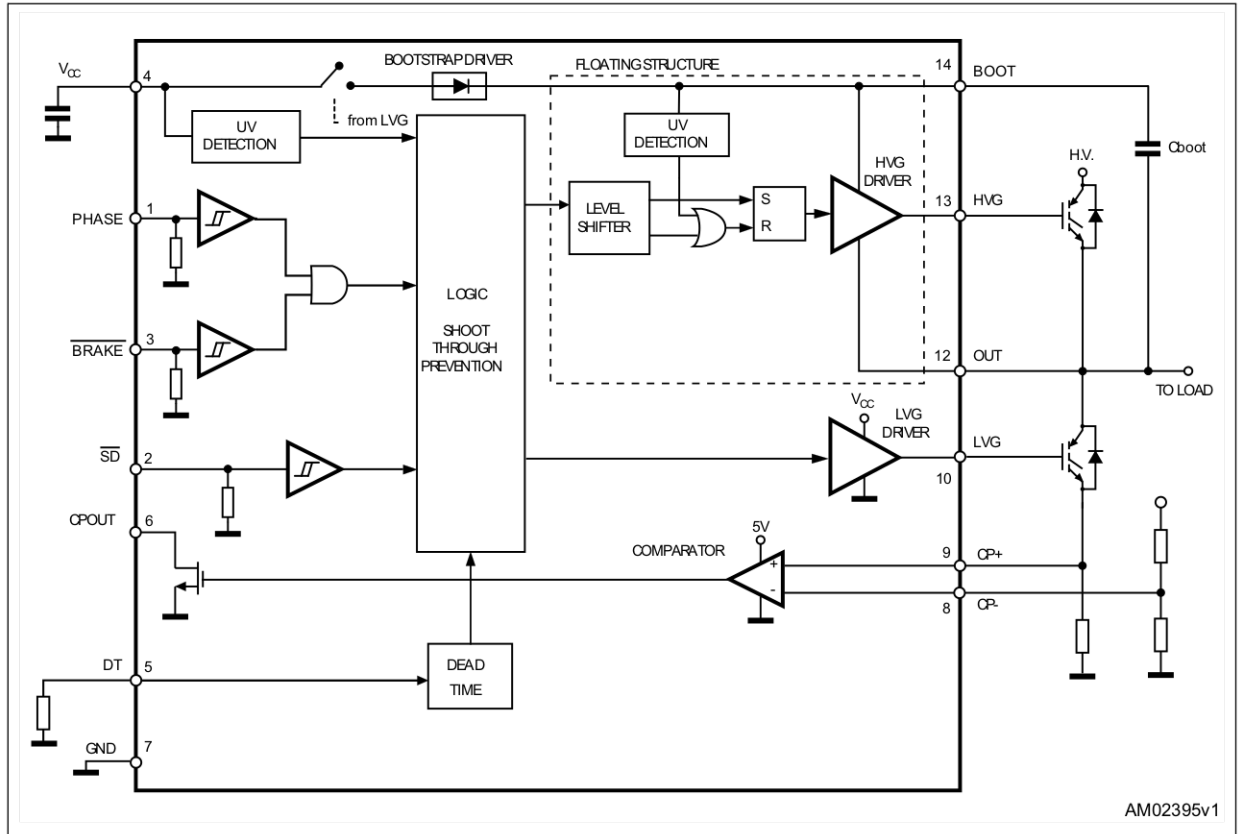 V_CC
4
BOOTSTRAP DRIVER
FLOATING STRUCTURE
14
BOOT
from LVG
UV
DETECTION
UV
DETECTION
Cboot
H.V.
HVG
DRIVER
PHASE
1
LEVEL
SHIFTER
S
R
13
HVG
LOGIC
SHOOT
THROUGH
PREVENTION
BRAKE
3
12
OUT
TO LOAD
V_CC
LVG
DRIVER
LVG
10
SD
2
CPOUT
6
5V
COMPARATOR
+
-
9
CP+
8
CP-
DT
5
DEAD
TIME
GND
7
AM02395v1